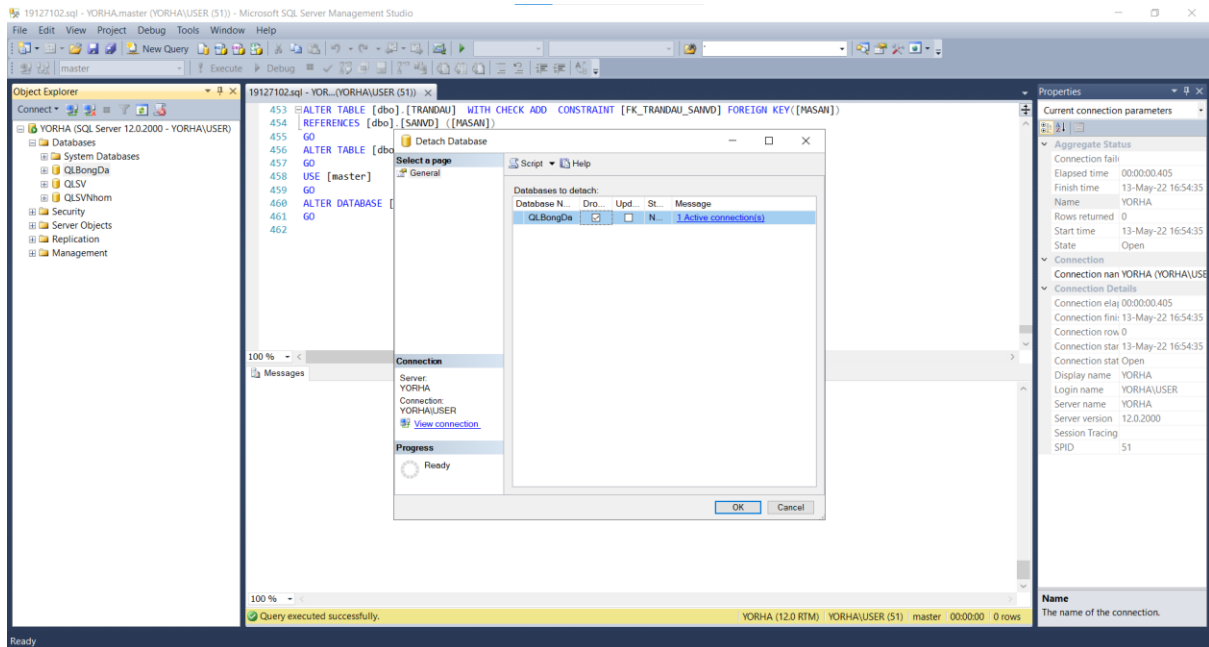 19127102.sql - YORHA.master (YORHA\USER (51)) - Microsoft SQL Server Management Studio
File Edit View Project Debug Tools Window Help
New Query
master
Execute
Debug
Object Explorer
Connect
YORHA (SQL Server 12.0.2000 - YORHA\USER)
Databases
System Databases
QLBongDa
QLSV
QLSVNhom
Security
Server Objects
Replication
Management
19127102.sql - YOR...(YORHA\USER (51))
453 ALTER TABLE [dbo].[TRANDAU] WITH CHECK ADD CONSTRAINT [FK_TRANDAU_SANVD] FOREIGN KEY([MASAN])
454 REFERENCES [dbo].[SANVD] ([MASAN])
455 GO
456 ALTER TABLE [dbo
457 GO
458 USE [master]
459 GO
460 ALTER DATABASE [
461 GO
462
100 %
Messages
100 %
Query executed successfully.
YORHA (12.0 RTM) YORHA\USER (51) master 00:00:00 0 rows
Detach Database
Select a page
General
Script Help
Databases to detach:
Database N... Dro... Upd... St... Message
QLBongDa N... 1 Active connection(s)
Connection
Server:
YORHA
Connection:
YORHA\USER
View connection
Progress
Ready
OK Cancel
Properties
Current connection parameters
Aggregate Status
Connection failu
Elapsed time 00:00:00.405
Finish time 13-May-22 16:54:35
Name YORHA
Rows returned 0
Start time 13-May-22 16:54:35
State Open
Connection
Connection nan YORHA (YORHA\USE
Connection Details
Connection elap 00:00:00.405
Connection finis 13-May-22 16:54:35
Connection row 0
Connection star 13-May-22 16:54:35
Connection stat Open
Display name YORHA
Login name YORHA\USER
Server name YORHA
Server version 12.0.2000
Session Tracing
SPID 51
Name
The name of the connection.
Ready